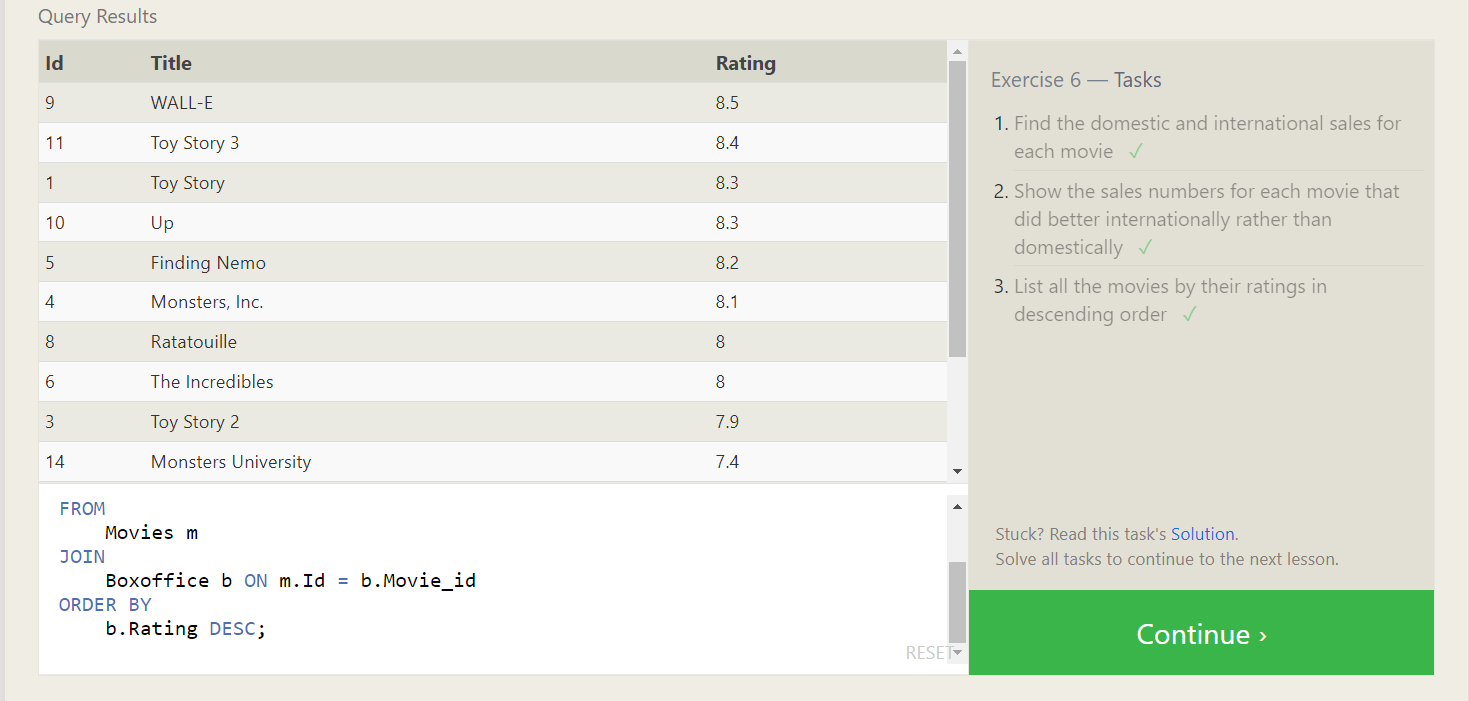 Query Results
Id Title Rating
9 WALL-E 8.5
11 Toy Story 3 8.4
1 Toy Story 8.3
10 Up 8.3
5 Finding Nemo 8.2
4 Monsters, Inc. 8.1
8 Ratatouille 8
6 The Incredibles 8
3 Toy Story 2 7.9
14 Monsters University 7.4
FROM
    Movies m
JOIN
    Boxoffice b ON m.Id = b.Movie_id
ORDER BY
    b.Rating DESC;
RESET
Exercise 6 — Tasks
1. Find the domestic and international sales for
each movie ✓
2. Show the sales numbers for each movie that
did better internationally rather than
domestically ✓
3. List all the movies by their ratings in
descending order ✓
Stuck? Read this task's Solution.
Solve all tasks to continue to the next lesson.
Continue ›